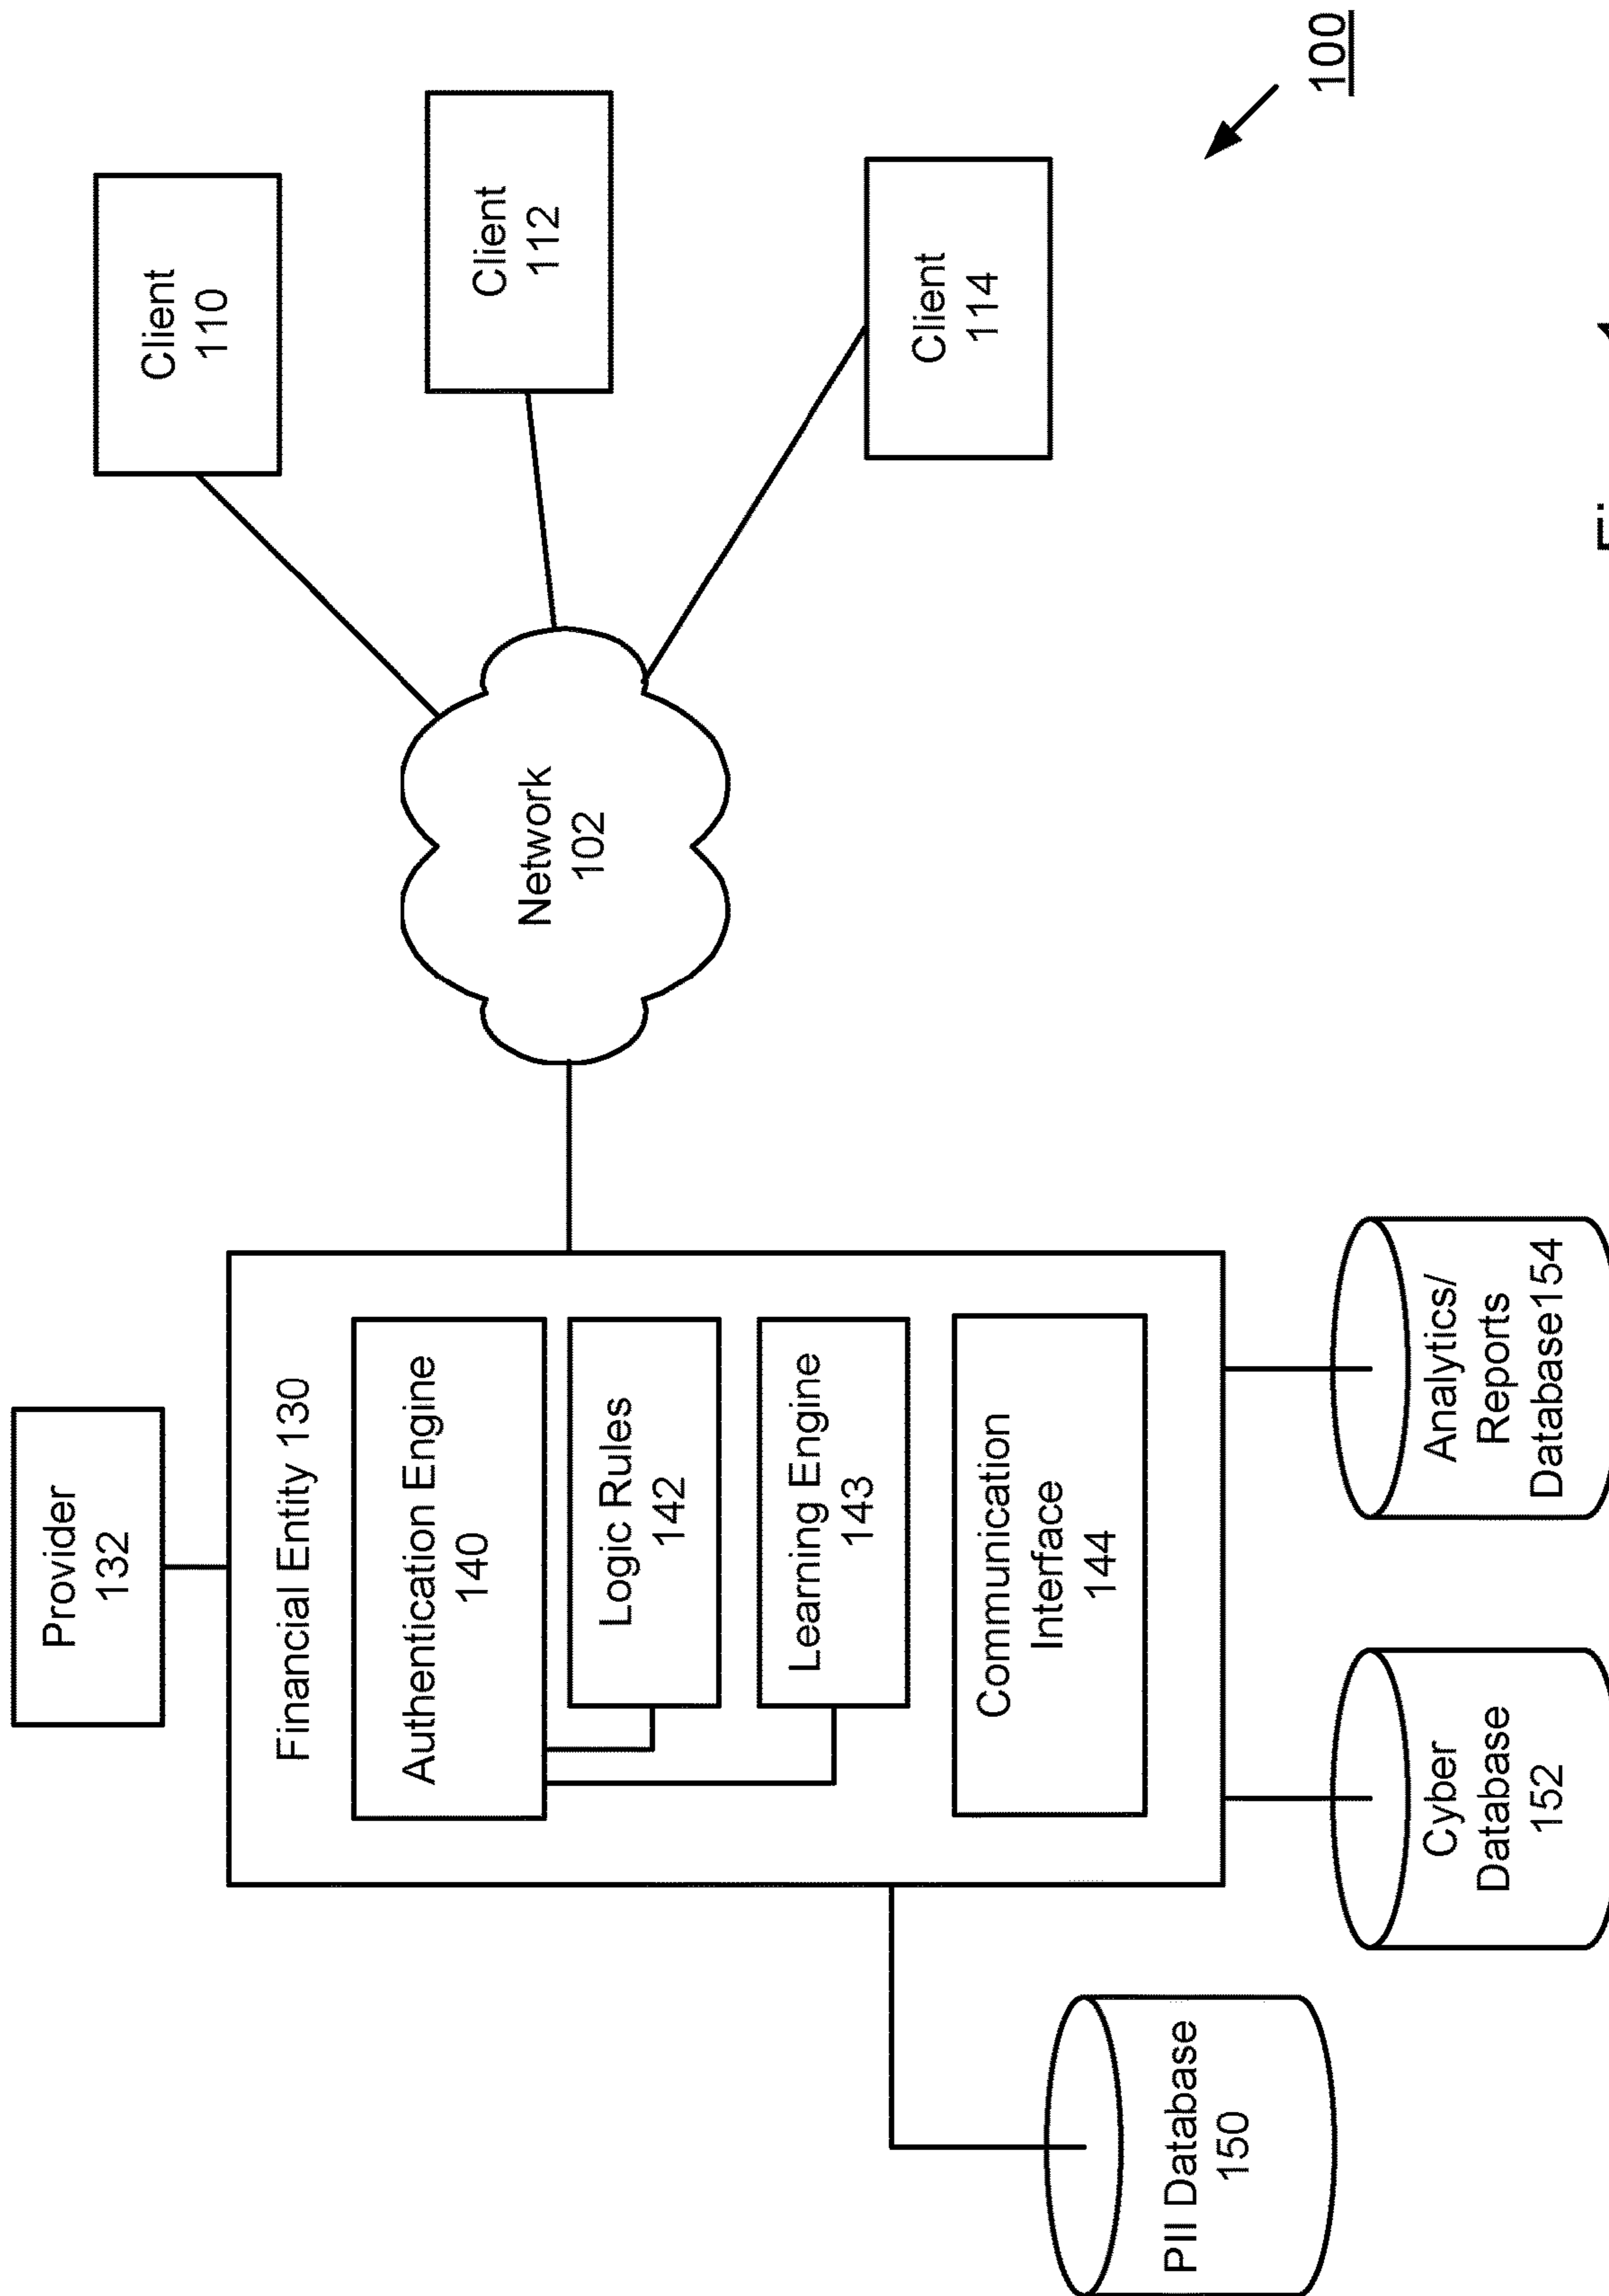 Provider
132
Financial Entity 130
Authentication Engine
140
Logic Rules
142
Learning Engine
143
Communication
Interface
144
PII Database
150
Cyber
Database
152
Analytics/
Reports
Database154
Network
102
Client
110
Client
112
Client
114
100